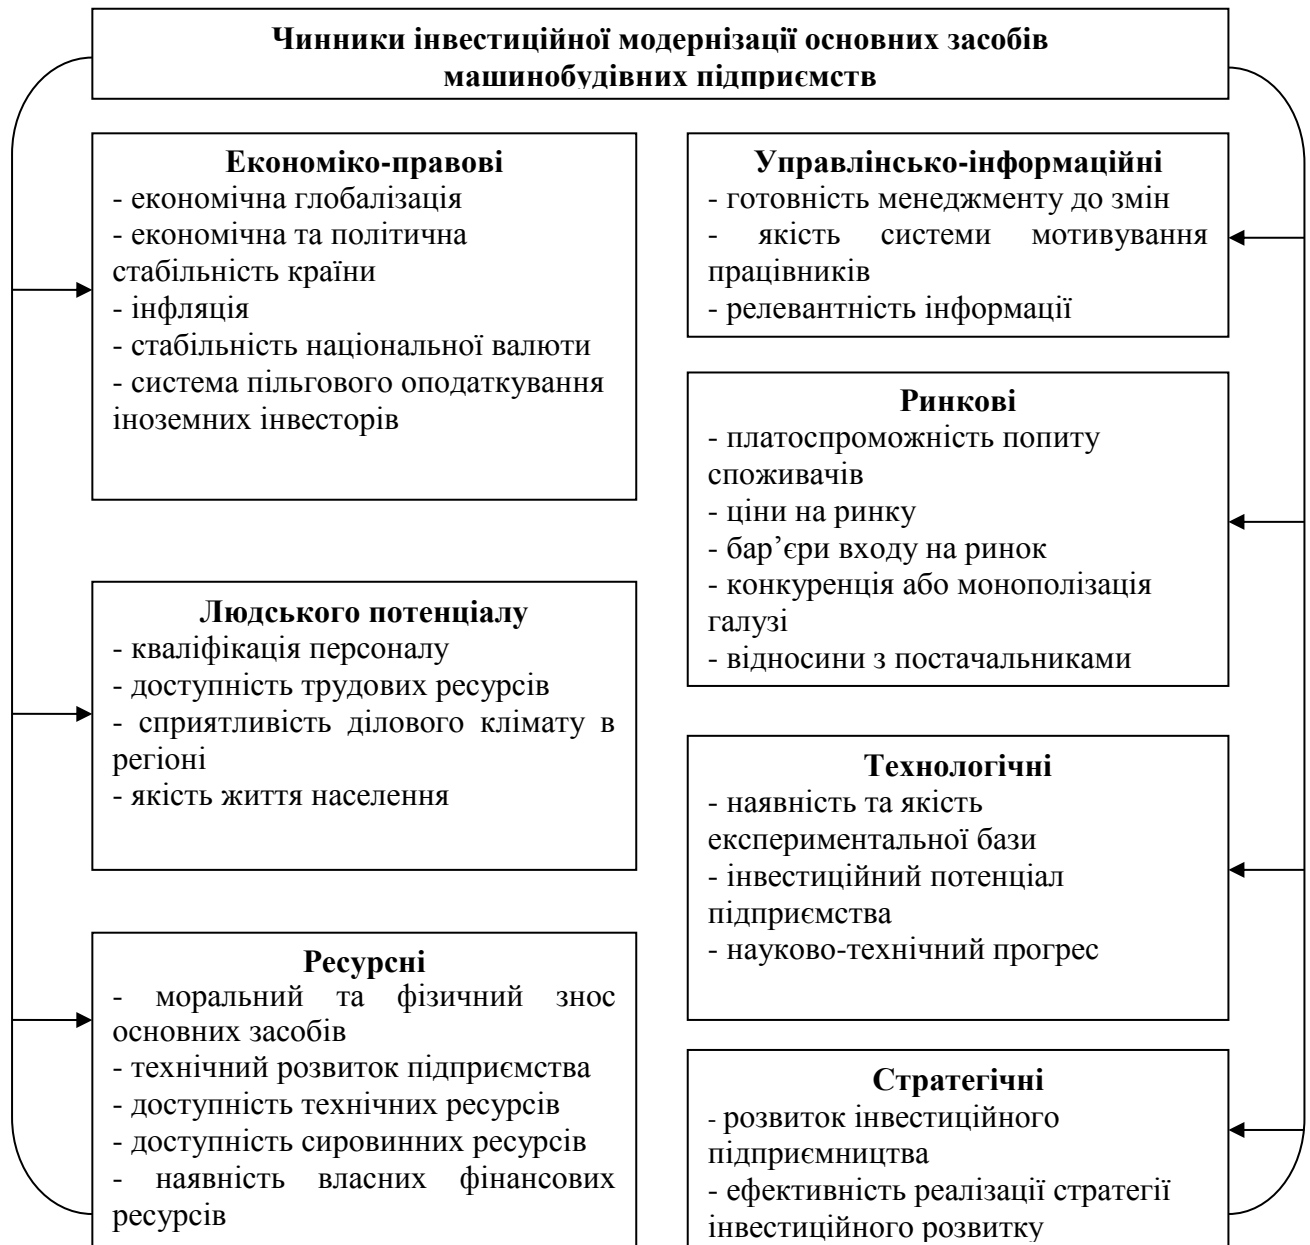 Чинники інвестиційної модернізації основних засобів
машинобудівних підприємств
Економіко-правові
- економічна глобалізація
- економічна та політична
стабільність країни
- інфляція
- стабільність національної валюти
- система пільгового оподаткування
іноземних інвесторів
Людського потенціалу
- кваліфікація персоналу
- доступність трудових ресурсів
- сприятливість ділового клімату в
регіоні
- якість життя населення
Ресурсні
- моральний та фізичний знос
основних засобів
- технічний розвиток підприємства
- доступність технічних ресурсів
- доступність сировинних ресурсів
- наявність власних фінансових
ресурсів
Управлінсько-інформаційні
- готовність менеджменту до змін
- якість системи мотивування
працівників
- релевантність інформації
Ринкові
- платоспроможність попиту
споживачів
- ціни на ринку
- бар’єри входу на ринок
- конкуренція або монополізація
галузі
- відносини з постачальниками
Технологічні
- наявність та якість
експериментальної бази
- інвестиційний потенціал
підприємства
- науково-технічний прогрес
Стратегічні
- розвиток інвестиційного
підприємництва
- ефективність реалізації стратегії
інвестиційного розвитку